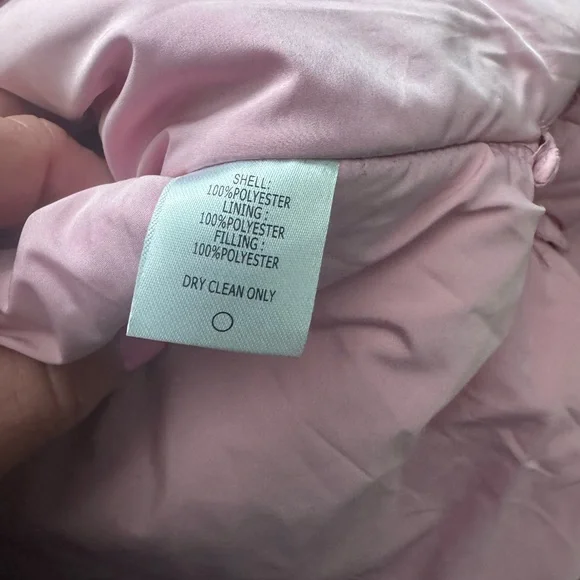 SHELL:
100%POLYESTER
LINING :
100%POLYESTER
FILLING :
100%POLYESTER
DRY CLEAN ONLY